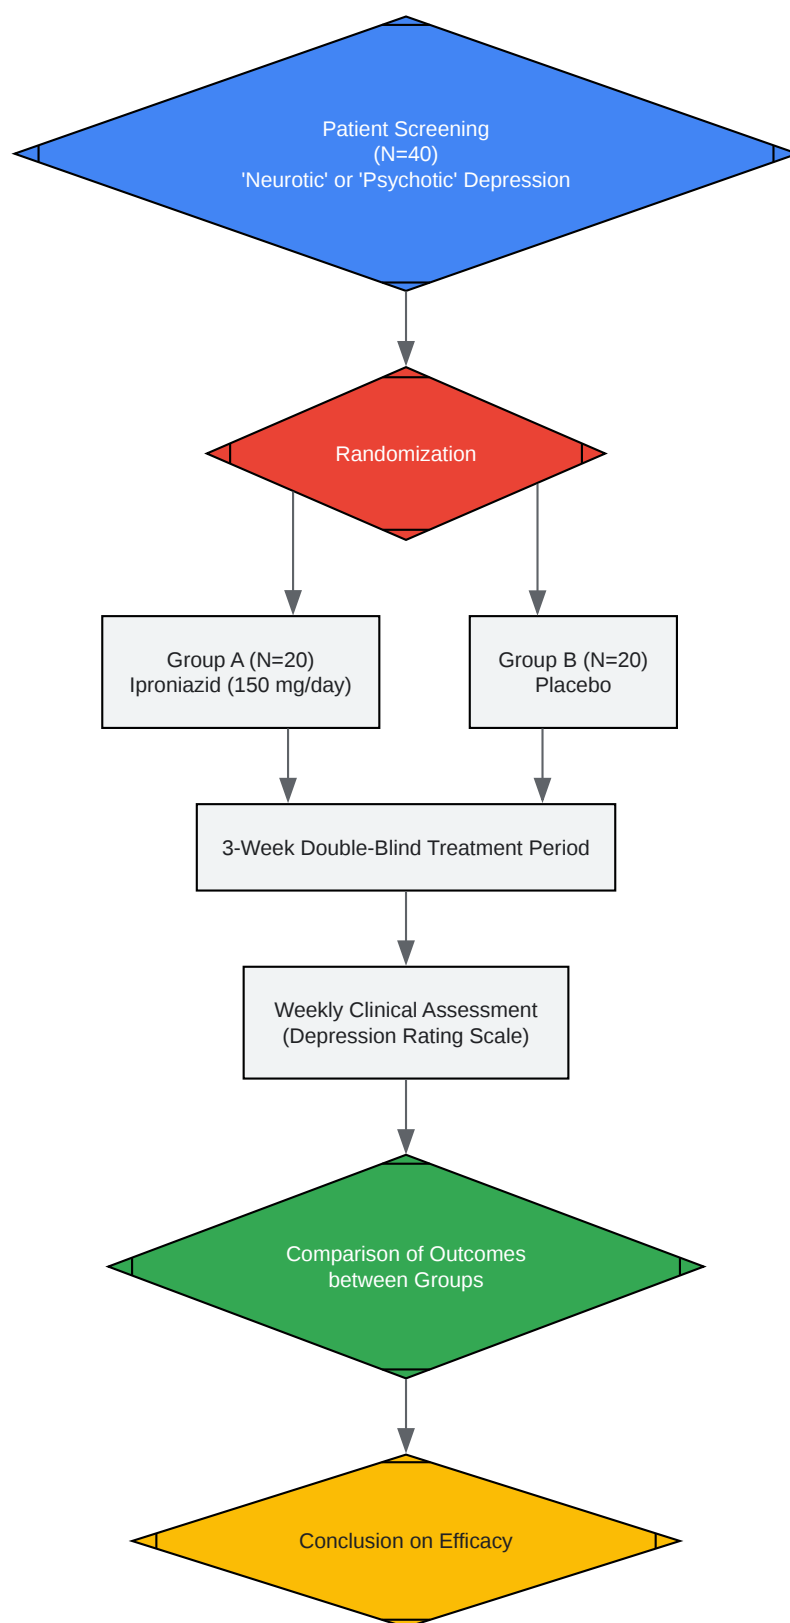 Patient Screening
(N=40)
'Neurotic' or 'Psychotic' Depression
Randomization
Group A (N=20)
Iproniazid (150 mg/day)
Group B (N=20)
Placebo
3-Week Double-Blind Treatment Period
Weekly Clinical Assessment
(Depression Rating Scale)
Comparison of Outcomes
between Groups
Conclusion on Efficacy